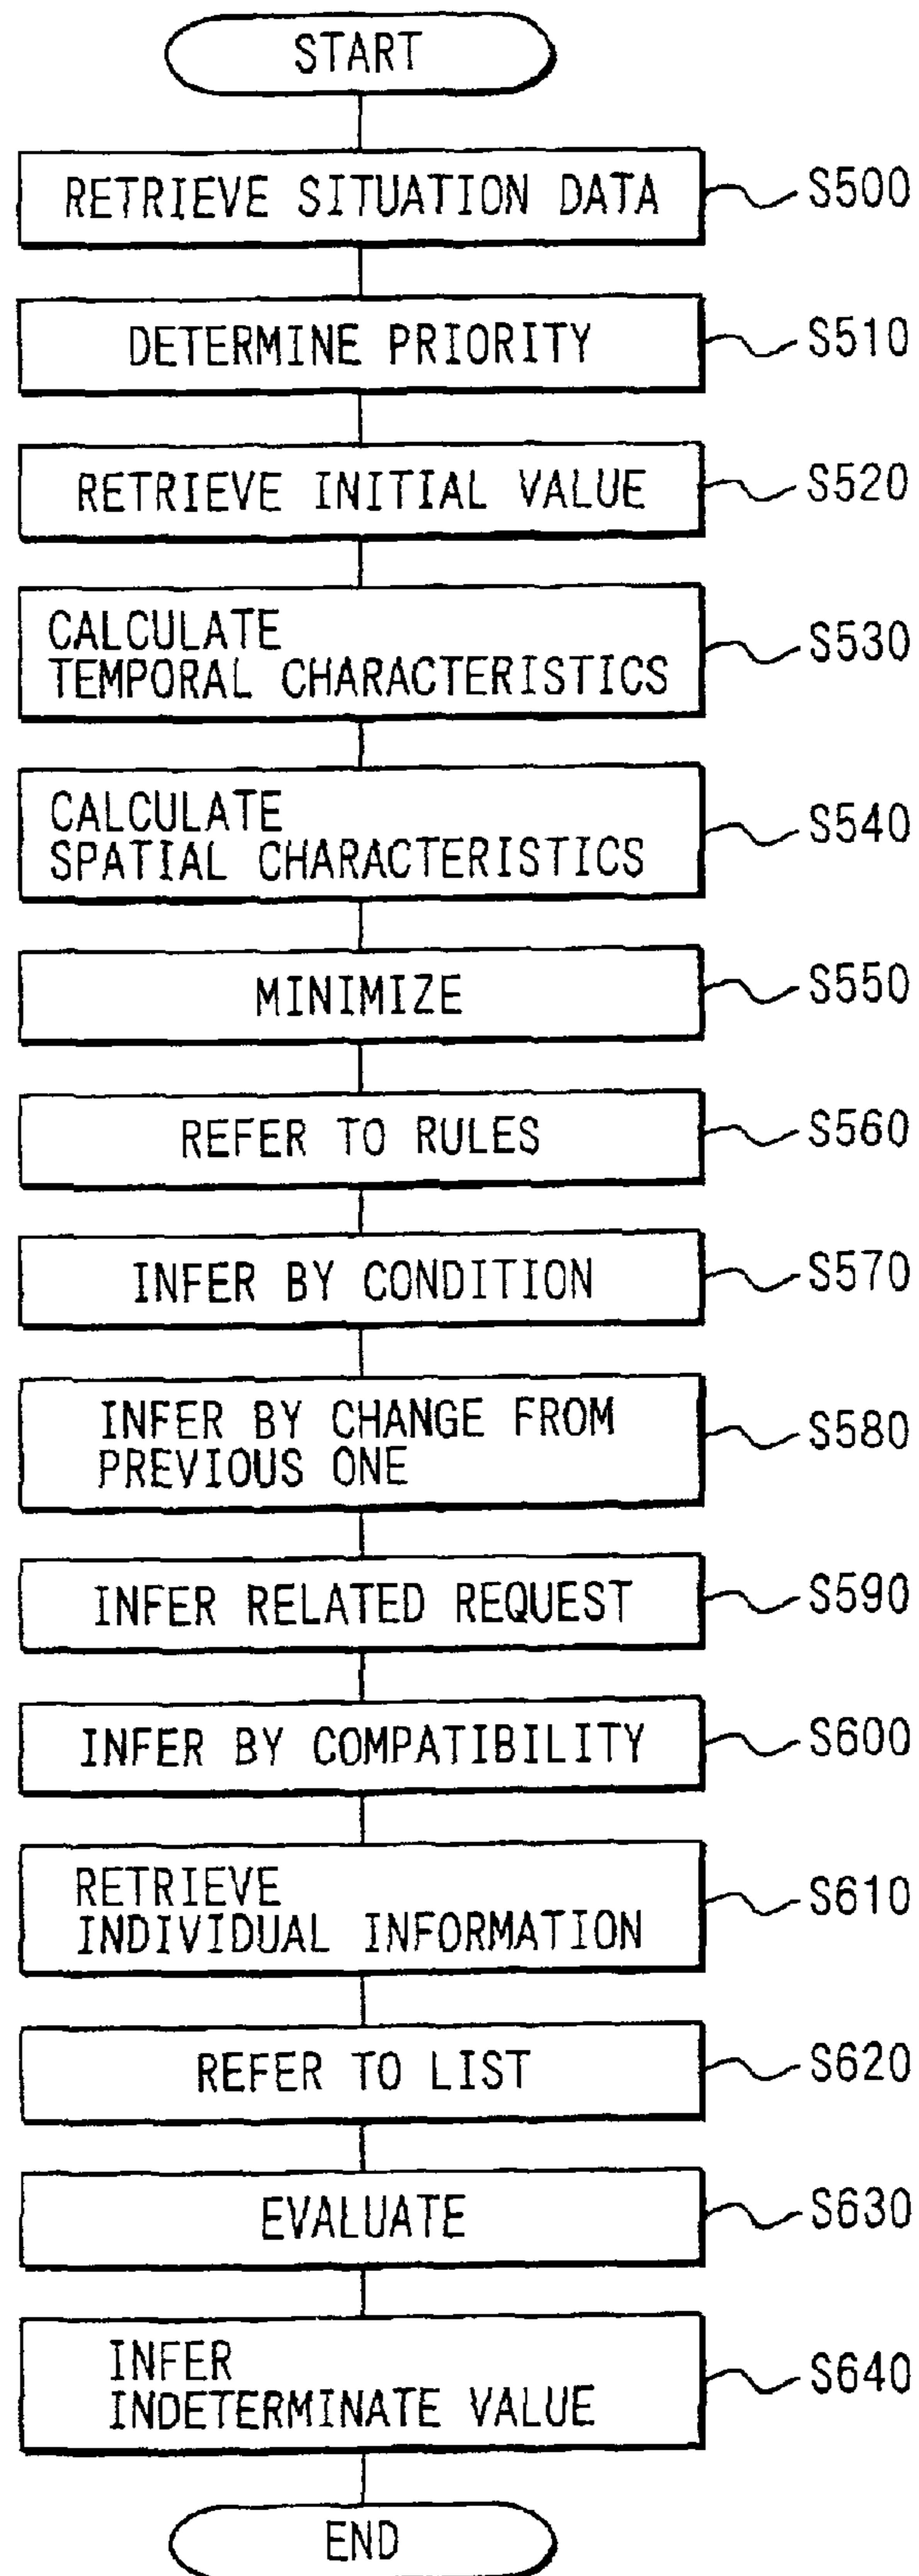 START
RETRIEVE SITUATION DATA
S500
DETERMINE PRIORITY
S510
RETRIEVE INITIAL VALUE
S520
CALCULATE
TEMPORAL CHARACTERISTICS
S530
CALCULATE
SPATIAL CHARACTERISTICS
S540
MINIMIZE
S550
REFER TO RULES
S560
INFER BY CONDITION
S570
INFER BY CHANGE FROM
PREVIOUS ONE
S580
INFER RELATED REQUEST
S590
INFER BY COMPATIBILITY
S600
RETRIEVE
INDIVIDUAL INFORMATION
S610
REFER TO LIST
S620
EVALUATE
S630
INFER
INDETERMINATE VALUE
S640
END